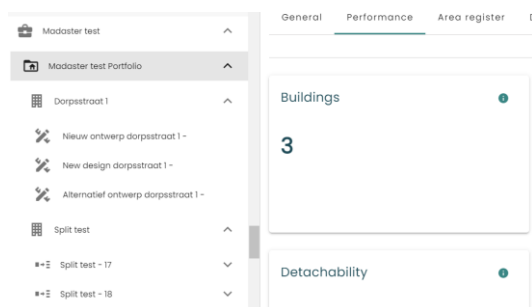 Madaster test
Madaster test Portfolio
Dorpsstraat 1
Nieuw ontwerp dorpsstraat 1 -
New design dorpsstraat 1 -
Alternatief ontwerp dorpsstraat 1 -
Split test
Split test - 17
Split test - 18
General Performance Area register
Buildings
3
Detachability